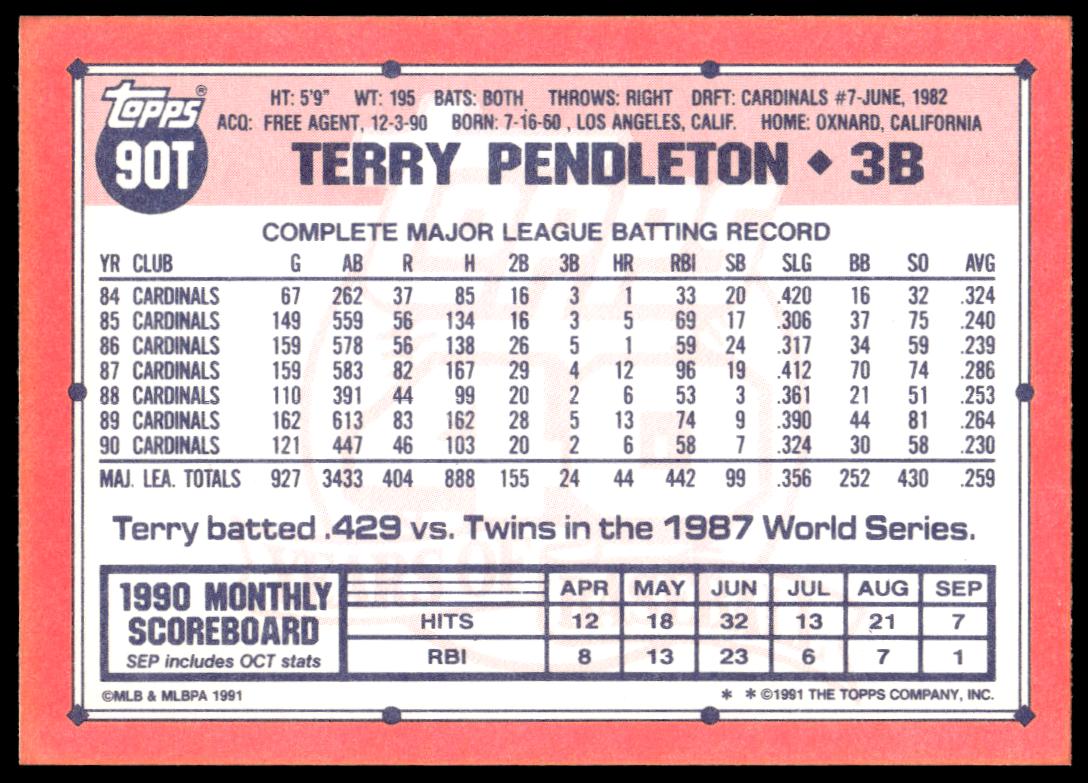 topps®
90T
HT: 5'9" WT: 195 BATS: BOTH THROWS: RIGHT DRFT: CARDINALS #7-JUNE, 1982
ACQ: FREE AGENT, 12-3-90 BORN: 7-16-60, LOS ANGELES, CALIF. HOME: OXNARD, CALIFORNIA
TERRY PENDLETON ◆ 3B
COMPLETE MAJOR LEAGUE BATTING RECORD
YR CLUB G AB R H 2B 3B HR RBI SB SLG BB SO AVG
84 CARDINALS 67 262 37 85 16 3 1 33 20 .420 16 32 .324
85 CARDINALS 149 559 56 134 16 3 5 69 17 .306 37 75 .240
86 CARDINALS 159 578 56 138 26 5 1 59 24 .317 34 59 .239
87 CARDINALS 159 583 82 167 29 4 12 96 19 .412 70 74 .286
88 CARDINALS 110 391 44 99 20 2 6 53 3 .361 21 51 .253
89 CARDINALS 162 613 83 162 28 5 13 74 9 .390 44 81 .264
90 CARDINALS 121 447 46 103 20 2 6 58 7 .324 30 58 .230
MAJ. LEA. TOTALS 927 3433 404 888 155 24 44 442 99 .356 252 430 .259
Terry batted .429 vs. Twins in the 1987 World Series.
1990 MONTHLY
SCOREBOARD
SEP includes OCT stats
APR MAY JUN JUL AUG SEP
HITS 12 18 32 13 21 7
RBI 8 13 23 6 7 1
©MLB & MLBPA 1991
* * ©1991 THE TOPPS COMPANY, INC.
topps
40
YEARS OF